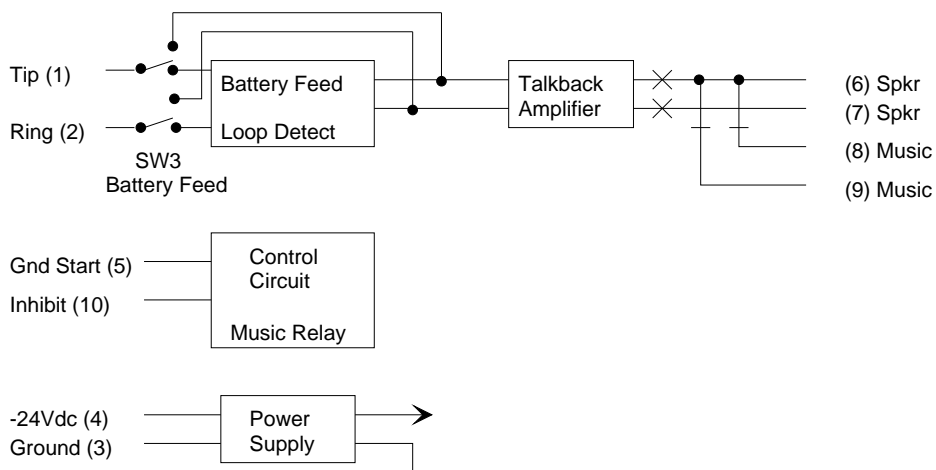 Tip (1)
Ring (2)
SW3
Battery Feed
Battery Feed
Loop Detect
Talkback
Amplifier
(6) Spkr
(7) Spkr
(8) Music
(9) Music
Gnd Start (5)
Inhibit (10)
Control
Circuit
Music Relay
-24Vdc (4)
Ground (3)
Power
Supply